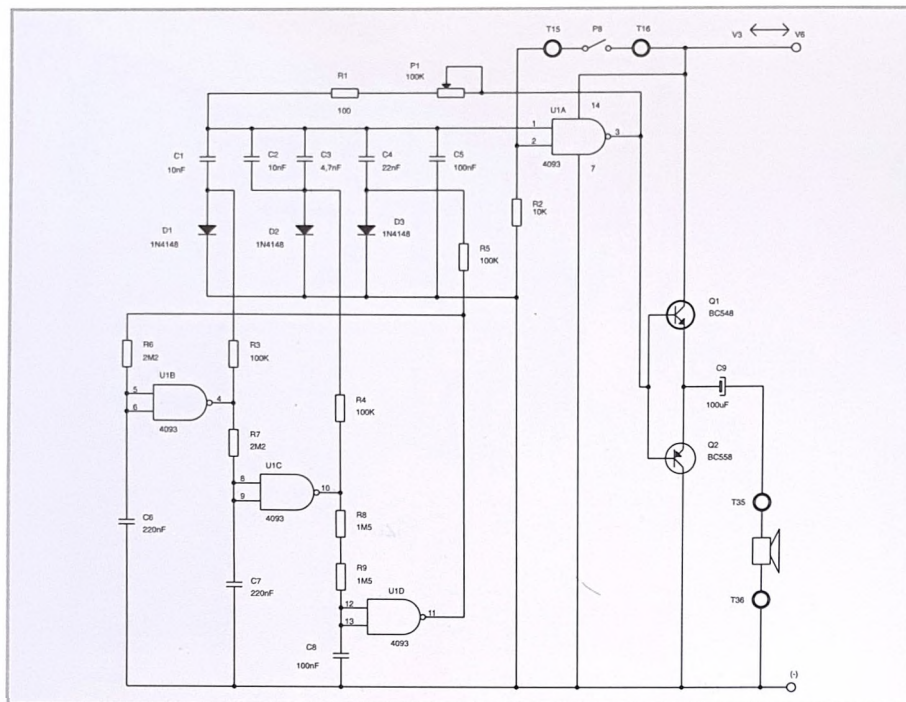 T15 P9 T16 V3 V6
R1
100
P1
100K
14
U1A
1
2
3
4093
7
C1
10nF
C2
10nF
C3
4,7nF
C4
22nF
C5
100nF
D1
1N4148
D2
1N4148
D3
1N4148
R2
10K
R5
100K
Q1
BC548
R6
2M2
R3
100K
U1B
5
6
4
4093
R4
100K
C9
100uF
R7
2M2
Q2
BC558
U1C
8
9
10
4093
C6
220nF
R8
1M5
T35
C7
220nF
R9
1M5
U1D
12
13
11
4093
T36
C8
100nF
(-)